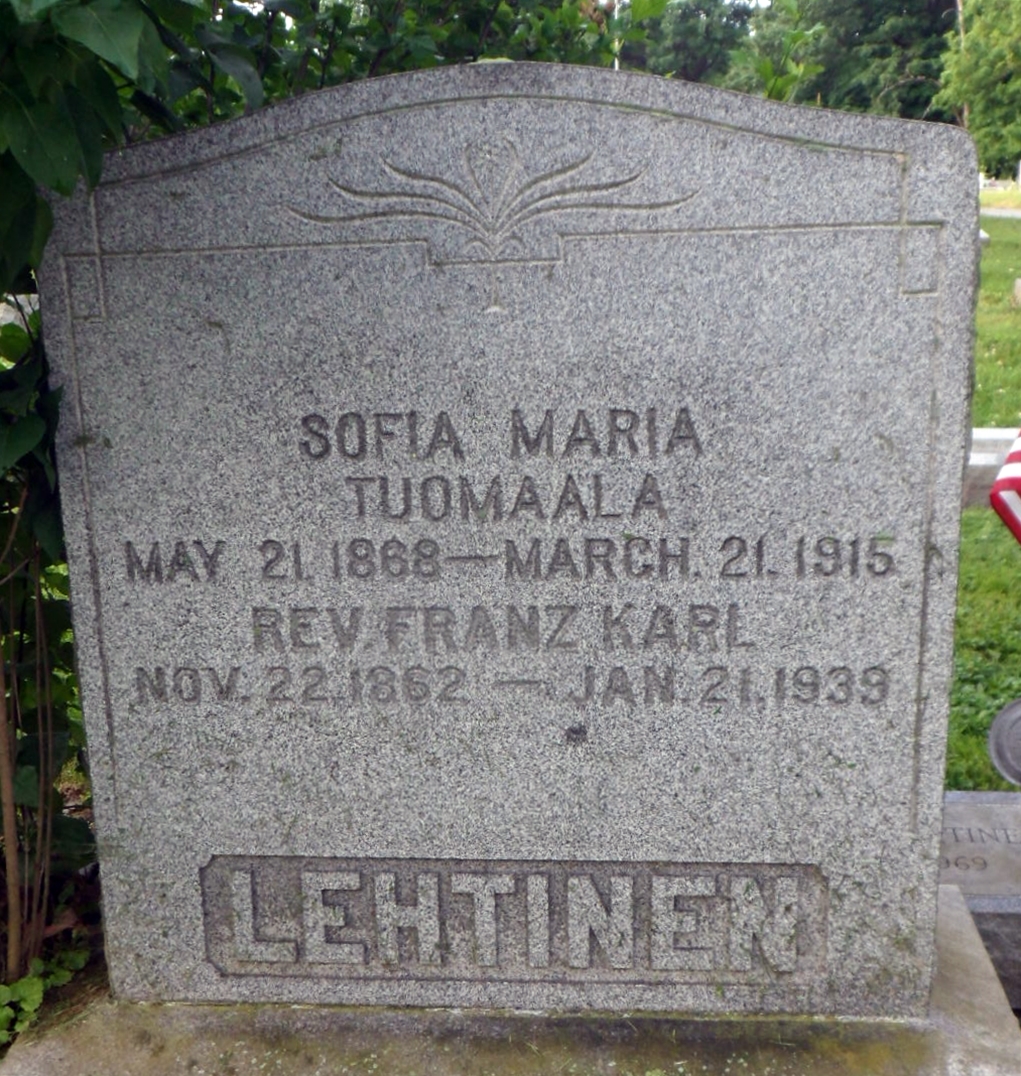 SOFIA MARIA
TUOMAALA
MAY 21. 1868 — MARCH. 21. 1915
REV. FRANZ KARL
NOV. 22. 1862 — JAN. 21. 1939
LEHTINEN